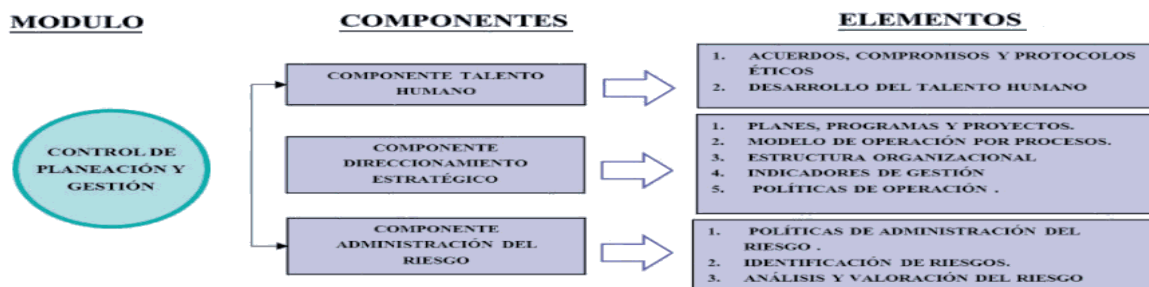 MODULO
COMPONENTES
ELEMENTOS
CONTROL DE
PLANEACIÓN Y
GESTIÓN
COMPONENTE TALENTO
HUMANO
1. ACUERDOS, COMPROMISOS Y PROTOCOLOS
ÉTICOS
2. DESARROLLO DEL TALENTO HUMANO
COMPONENTE
DIRECCIONAMIENTO
ESTRATÉGICO
1. PLANES, PROGRAMAS Y PROYECTOS.
2. MODELO DE OPERACIÓN POR PROCESOS.
3. ESTRUCTURA ORGANIZACIONAL
4. INDICADORES DE GESTIÓN
5. POLÍTICAS DE OPERACIÓN .
COMPONENTE
ADMINISTRACIÓN DEL
RIESGO
1. POLÍTICAS DE ADMINISTRACIÓN DEL
RIESGO .
2. IDENTIFICACIÓN DE RIESGOS.
3. ANÁLISIS Y VALORACIÓN DEL RIESGO